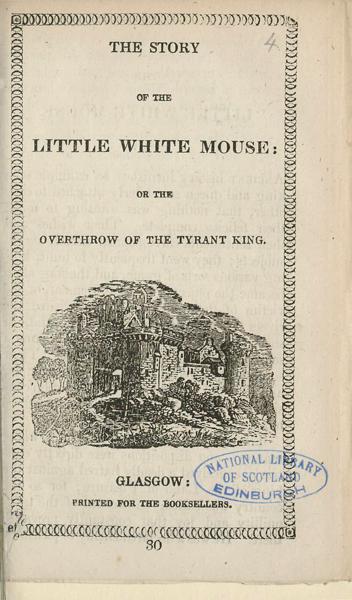 4
THE STORY
OF THE
LITTLE WHITE MOUSE:
OR THE
OVERTHROW OF THE TYRANT KING.
GLASGOW:
PRINTED FOR THE BOOKSELLERS.
NATIONAL LIBRARY
OF SCOTLAND
EDINBURGH
30